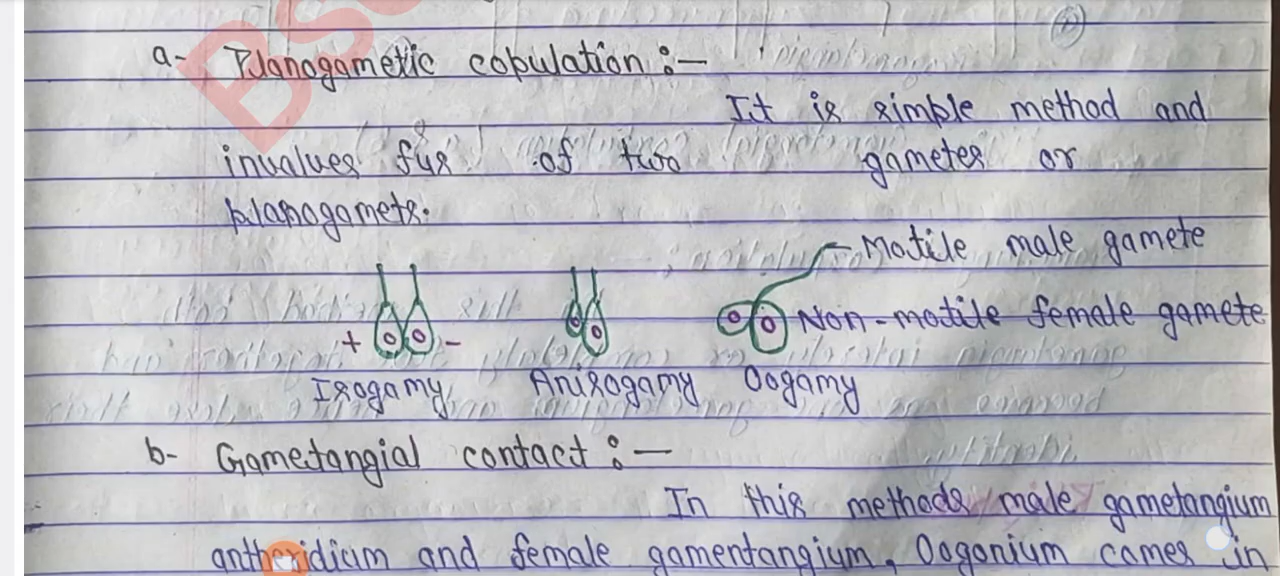 a- Planogametic copulation :-
It is simple method and
invalves fus of two gametes or
planogamets.
Motile male gamete
+ - Non-motile female gamete
Isogamy Anisogamy Oogamy
b- Gametangial contact :-
In this methods male gametangium
antheridium and female gamentangium, Oogonium comes in